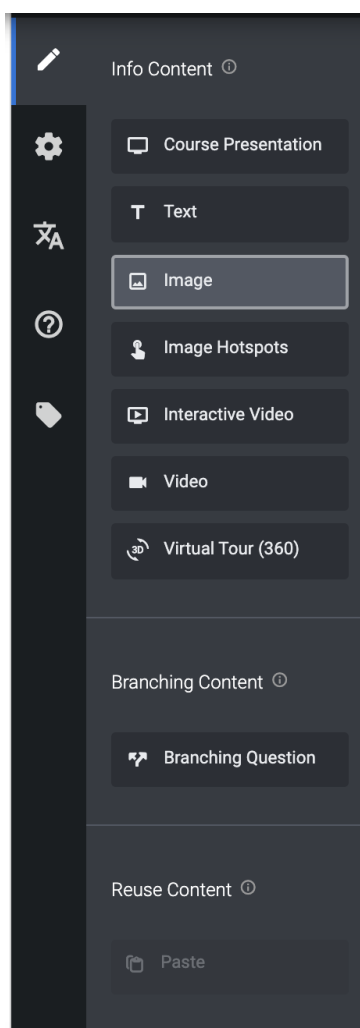 Info Content
Course Presentation
Text
Image
Image Hotspots
Interactive Video
Video
Virtual Tour (360)
Branching Content
Branching Question
Reuse Content
Paste